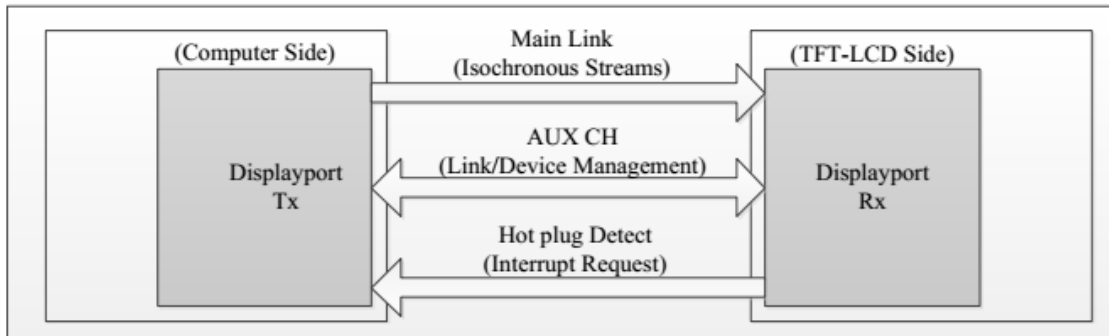 (Computer Side)
Displayport
Tx
Main Link
(Isochronous Streams)
AUX CH
(Link/Device Management)
Hot plug Detect
(Interrupt Request)
(TFT-LCD Side)
Displayport
Rx